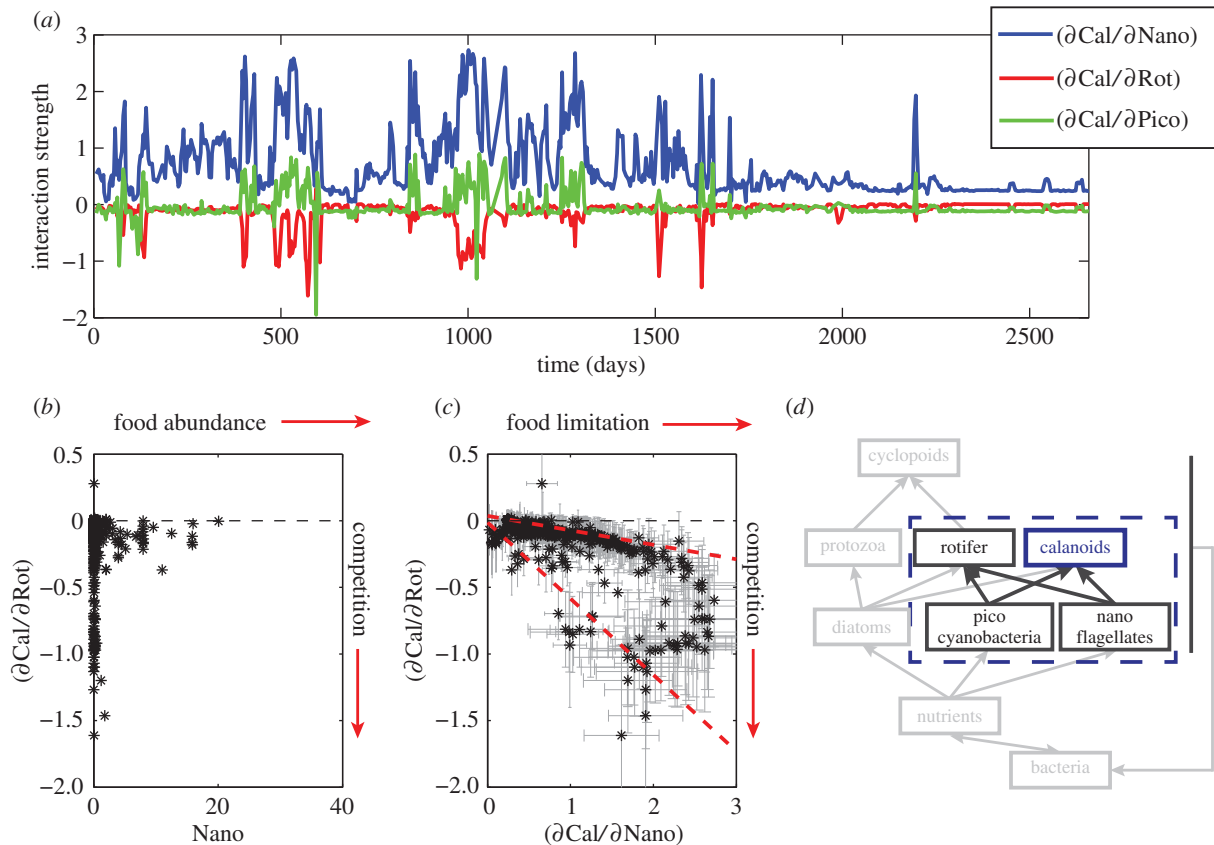 (a)
(∂Cal/∂Nano)
(∂Cal/∂Rot)
(∂Cal/∂Pico)
interaction strength
3
2
1
0
−1
−2
0
500
1000
1500
2000
2500
time (days)
(b)
food abundance
(∂Cal/∂Rot)
0.5
0
−0.5
−1.0
−1.5
−2.0
0
20
40
Nano
competition
(c)
food limitation
(∂Cal/∂Rot)
0.5
0
−0.5
−1.0
−1.5
−2.0
0
1
2
3
(∂Cal/∂Nano)
competition
(d)
cyclopoids
protozoa
rotifer
calanoids
diatoms
pico
cyanobacteria
nano
flagellates
nutrients
bacteria